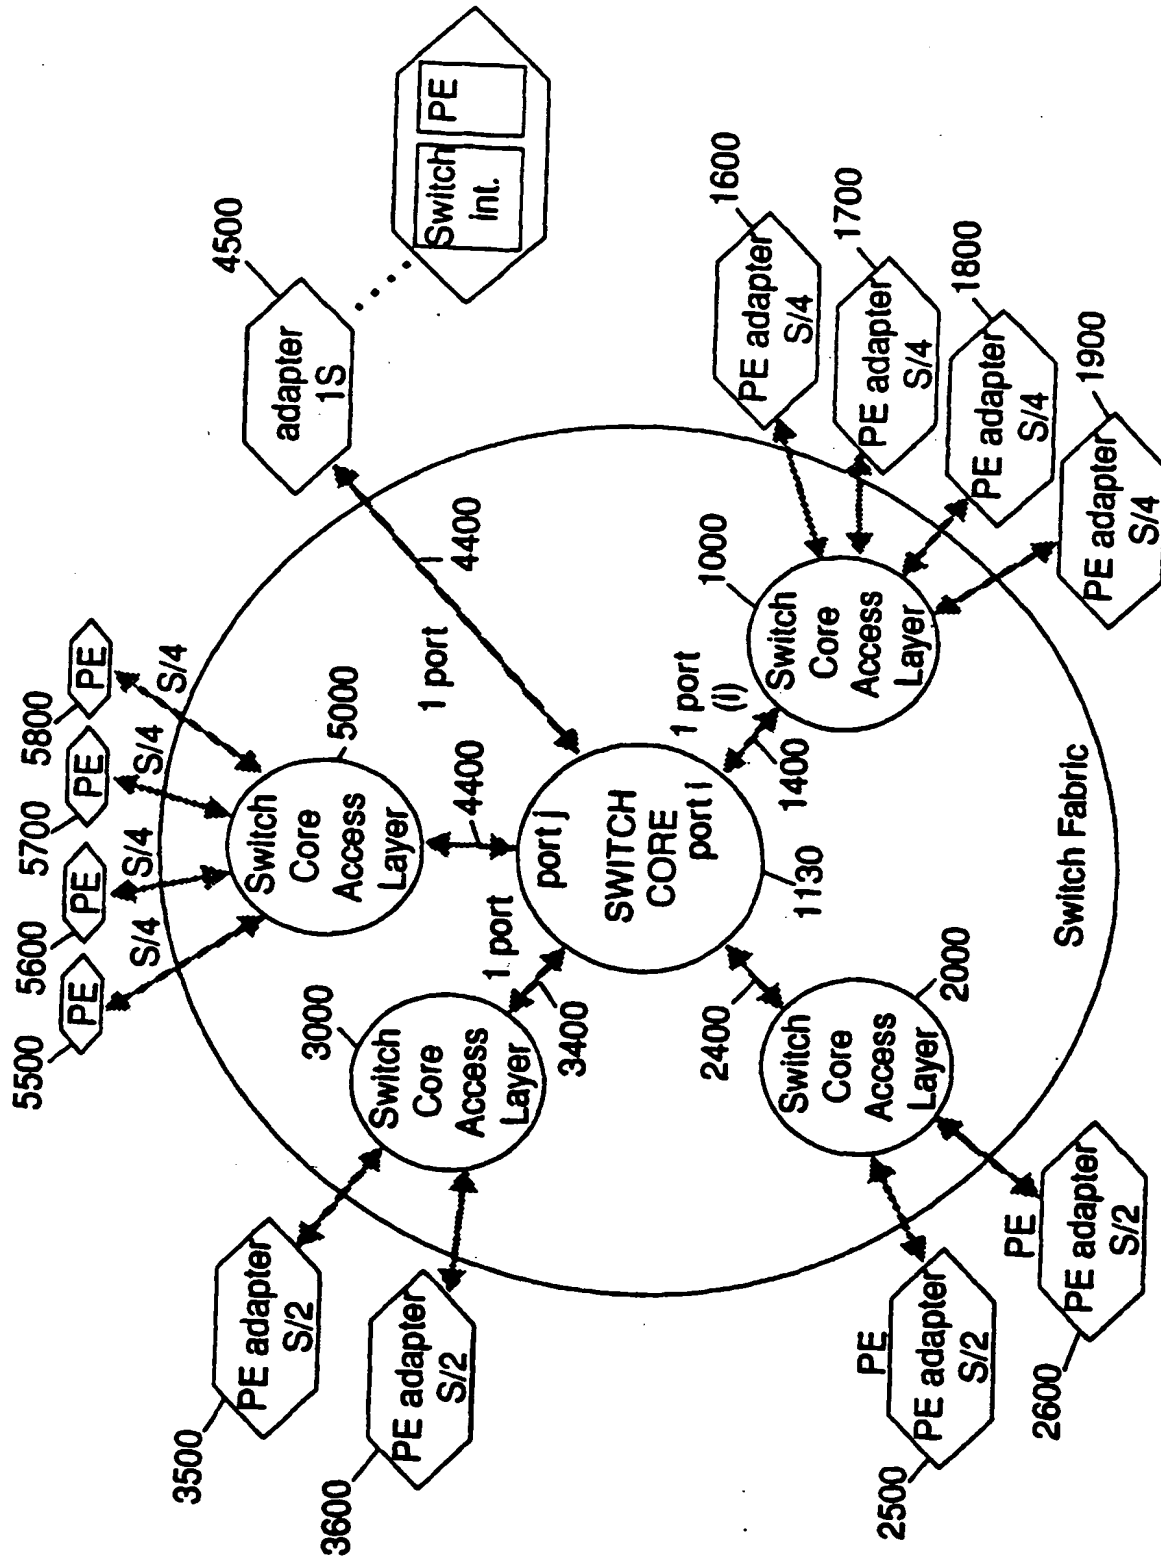 5500
5600
5700
5800
PE
PE
PE
PE
S/4
S/4
S/4
S/4
3500
PE adapter
S/2
3600
PE adapter
S/2
3000
Switch
Core
Access
Layer
5000
Switch
Core
Access
Layer
4500
adapter
1S
Switch
int.
PE
1 port
3400
4400
1 port
4400
port j
SWITCH
CORE
port i
1130
2400
1400
1 port
(i)
2000
Switch
Core
Access
Layer
1000
Switch
Core
Access
Layer
1600
PE adapter
S/4
1700
PE adapter
S/4
1800
PE adapter
S/4
1900
PE adapter
S/4
2500
PE
PE adapter
S/2
2600
PE
PE adapter
S/2
Switch Fabric